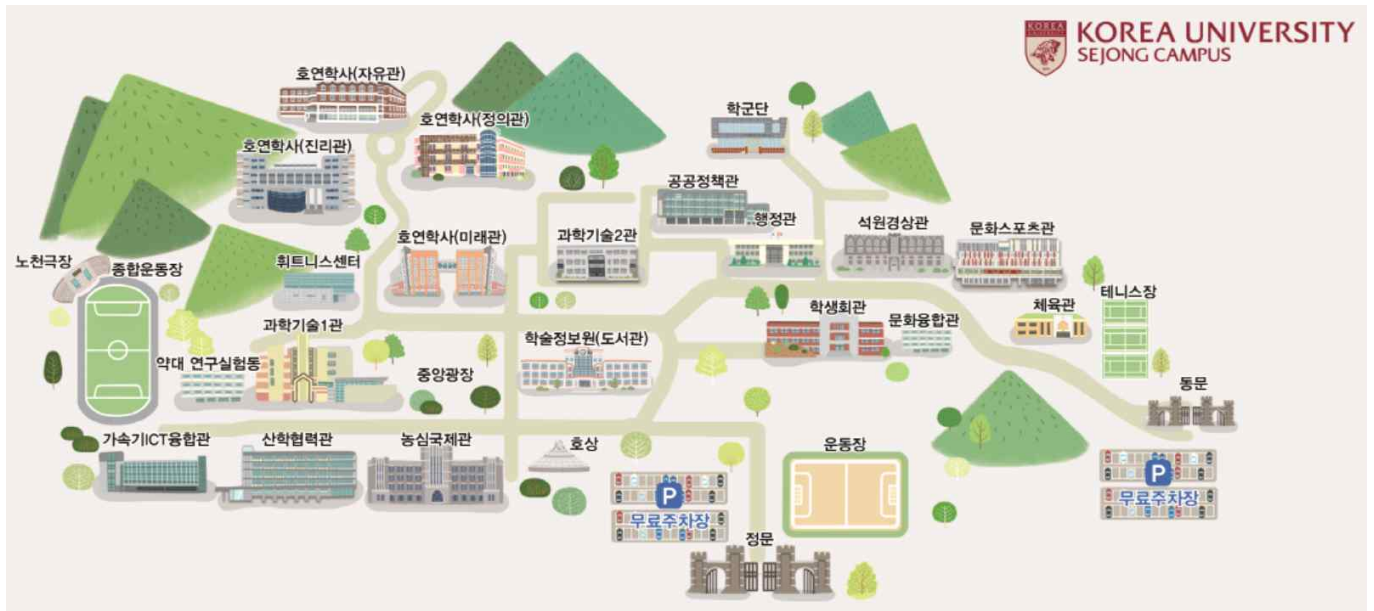 KOREA
KOREA UNIVERSITY
SEJONG CAMPUS
호연학사(자유관)
호연학사(정의관)
학군단
호연학사(진리관)
공공정책관
행정관
석원경상관
문화스포츠관
호연학사(미래관)
과학기술2관
노천극장
종합운동장
휘트니스센터
테니스장
체육관
학생회관
문화융합관
과학기술1관
학술정보원(도서관)
약대 연구실험동
중앙광장
동문
가속기ICT융합관
산학협력관
농심국제관
호상
운동장
P
무료주차장
P
무료주차장
정문